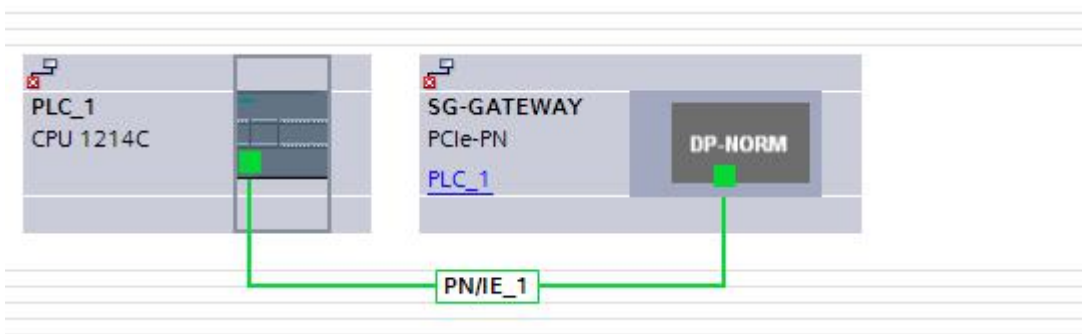 PLC_1
CPU 1214C
SG-GATEWAY
PCIe-PN
PLC_1
DP-NORM
PN/IE_1